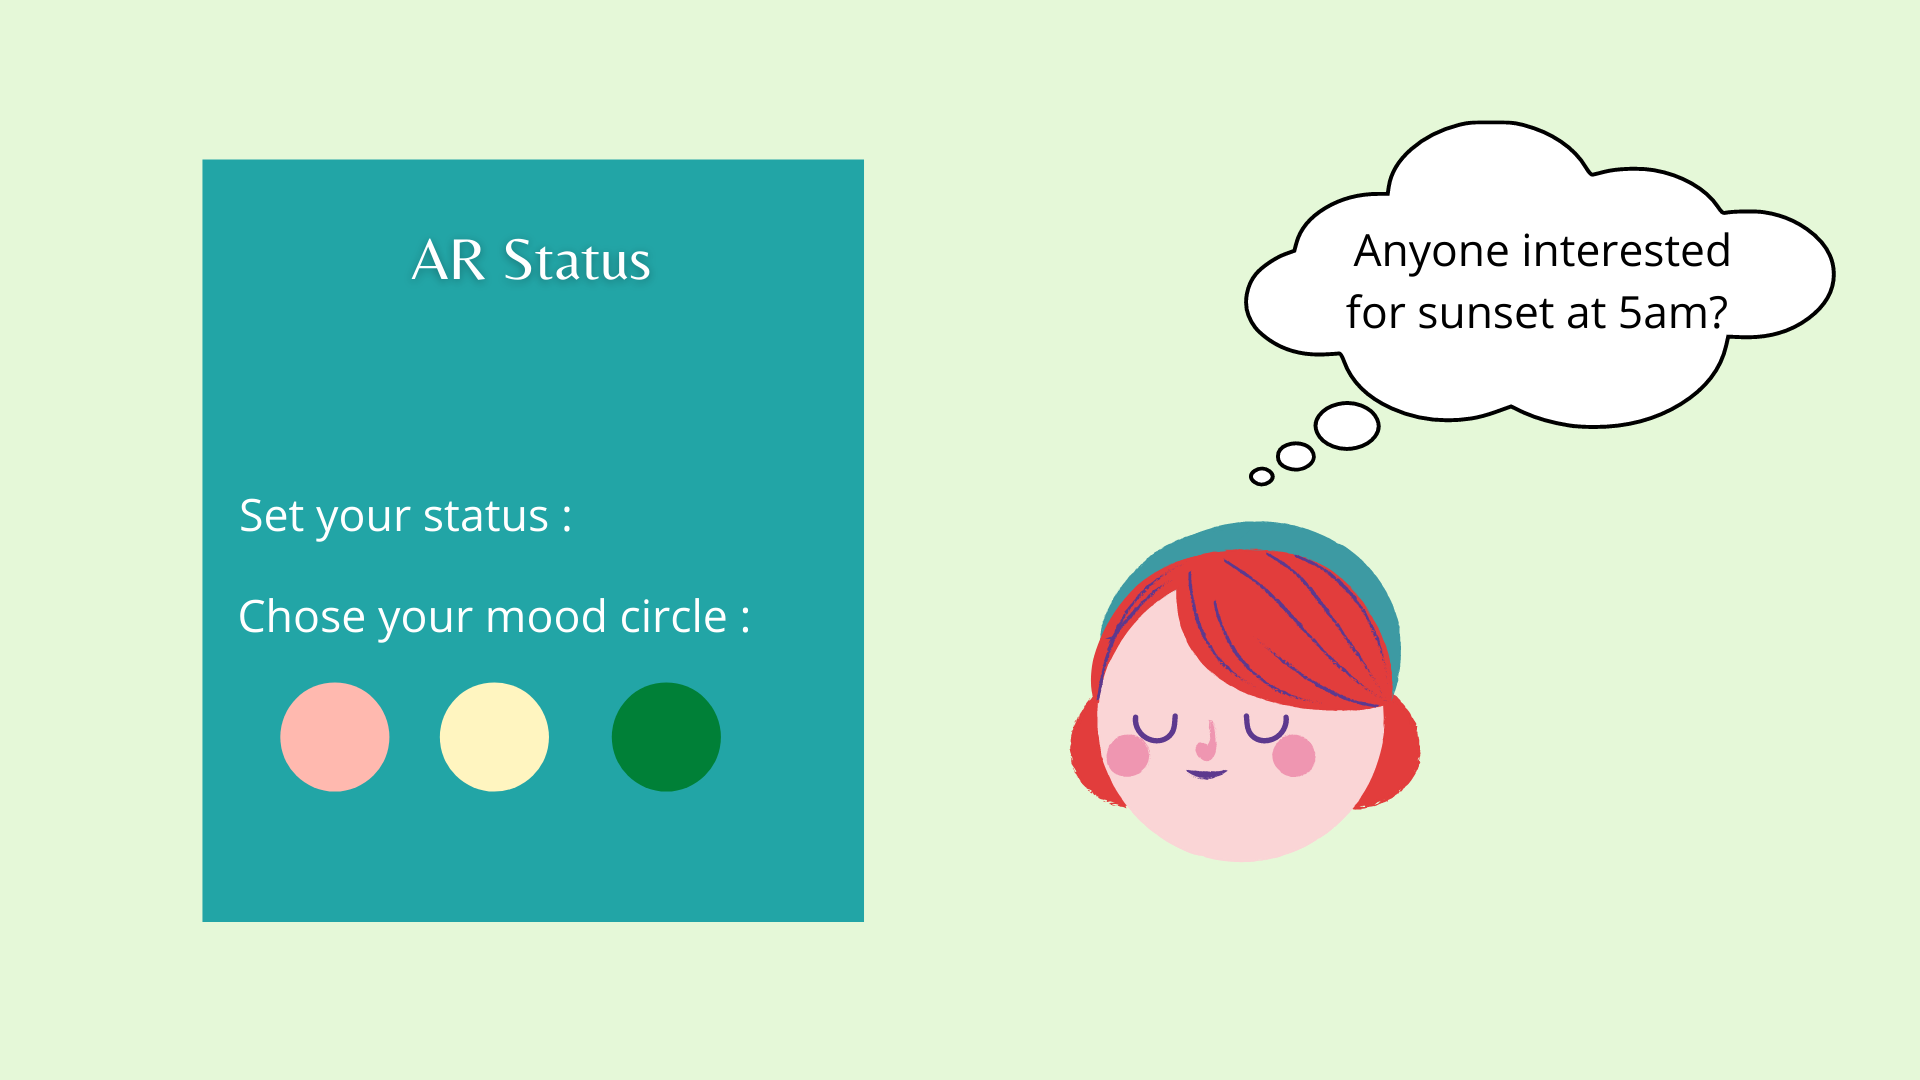 AR Status
Set your status :
Chose your mood circle :
Anyone interested
for sunset at 5am?